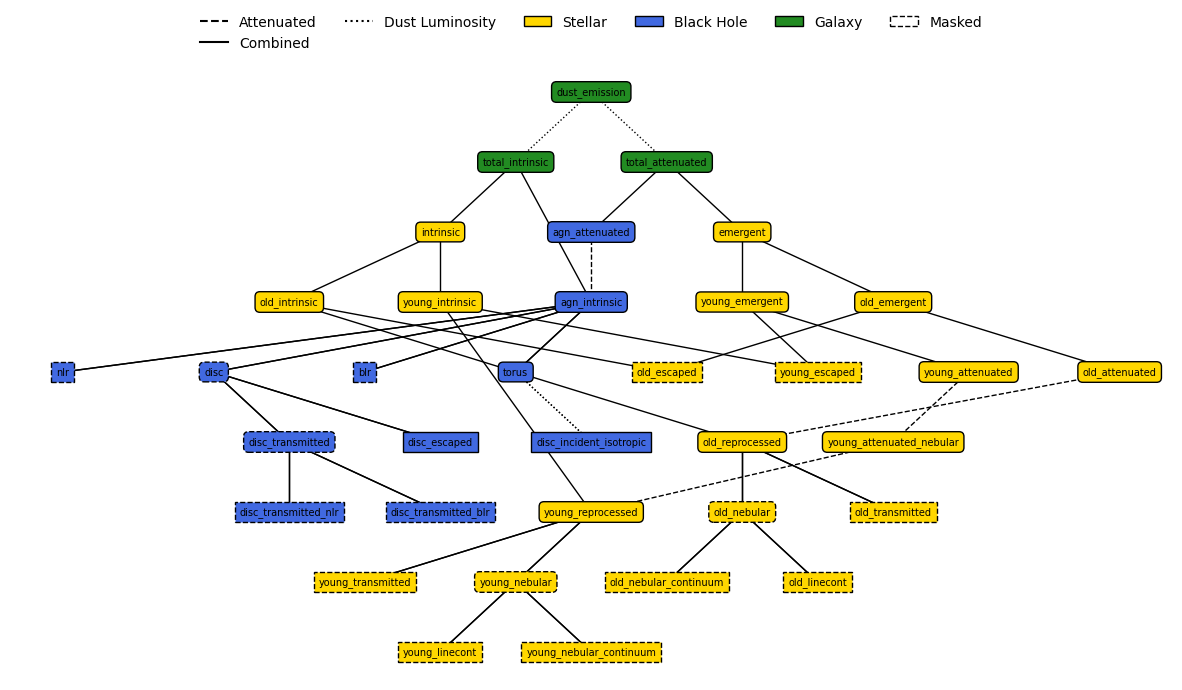 Attenuated Dust Luminosity Stellar Black Hole Galaxy Masked
Combined
dust_emission
total_intrinsic total_attenuated
intrinsic agn_attenuated emergent
old_intrinsic young_intrinsic agn_intrinsic young_emergent old_emergent
nlr disc blr torus old_escaped young_escaped young_attenuated old_attenuated
disc_transmitted disc_escaped disc_incident_isotropic old_reprocessed young_attenuated_nebular
disc_transmitted_nlr disc_transmitted_blr young_reprocessed old_nebular old_transmitted
young_transmitted young_nebular old_nebular_continuum old_linecont
young_linecont young_nebular_continuum